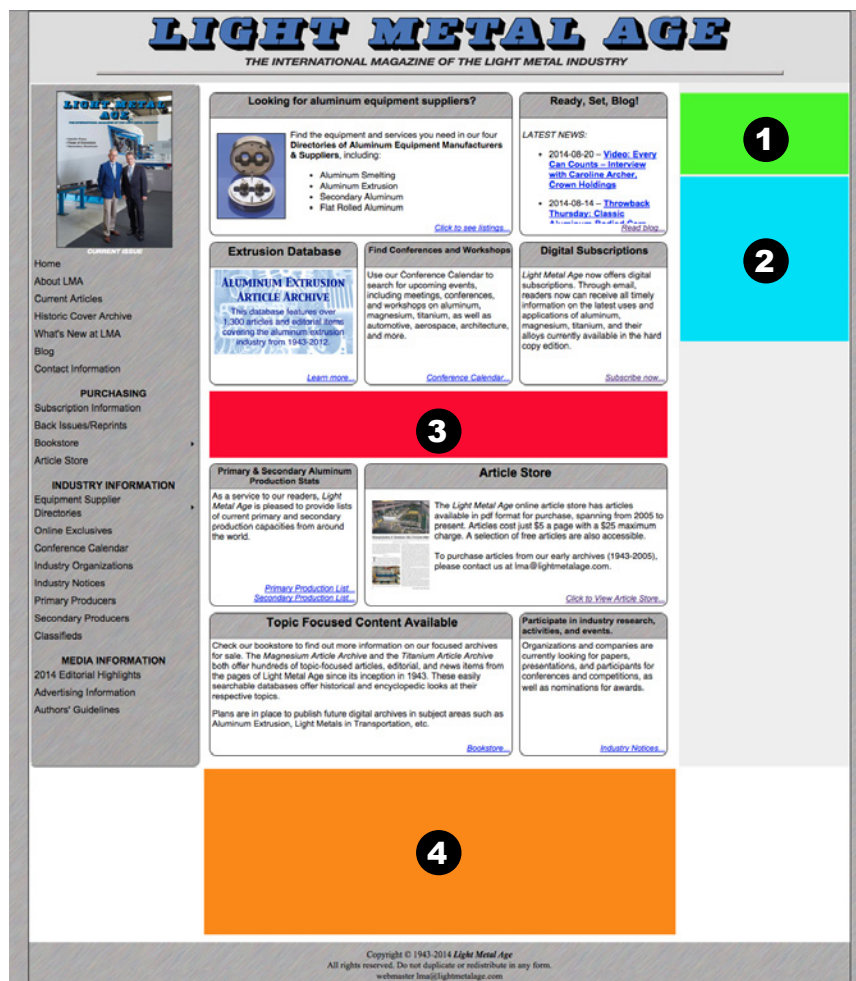 LIGHT METAL AGE
THE INTERNATIONAL MAGAZINE OF THE LIGHT METAL INDUSTRY
LIGHT METAL
AGE
CURRENT ISSUE
Home
About LMA
Current Articles
Historic Cover Archive
What's New at LMA
Blog
Contact Information
PURCHASING
Subscription Information
Back Issues/Reprints
Bookstore
Article Store
INDUSTRY INFORMATION
Equipment Supplier
Directories
Online Exclusives
Conference Calendar
Industry Organizations
Industry Notices
Primary Producers
Secondary Producers
Classifieds
MEDIA INFORMATION
2014 Editorial Highlights
Advertising Information
Authors' Guidelines
Looking for aluminum equipment suppliers?
Find the equipment and services you need in our four
Directories of Aluminum Equipment Manufacturers
& Suppliers, including:
• Aluminum Smelting
• Aluminum Extrusion
• Secondary Aluminum
• Flat Rolled Aluminum
Click to see listings...
Ready, Set, Blog!
LATEST NEWS:
• 2014-08-20 – Video: Every
Can Counts – Interview
with Caroline Archer,
Crown Holdings
• 2014-08-14 – Throwback
Thursday: Classic
Aluminum Bodied Cars
Read blog...
1
2
Extrusion Database
ALUMINUM EXTRUSION
ARTICLE ARCHIVE
This database features over
1,300 articles and editorial items
covering the aluminum extrusion
industry from 1943-2012.
Learn more...
Find Conferences and Workshops
Use our Conference Calendar to
search for upcoming events,
including meetings, conferences,
and workshops on aluminum,
magnesium, titanium, as well as
automotive, aerospace, architecture,
and more.
Conference Calendar...
Digital Subscriptions
Light Metal Age now offers digital
subscriptions. Through email,
readers now can receive all timely
information on the latest uses and
applications of aluminum,
magnesium, titanium, and their
alloys currently available in the hard
copy edition.
Subscribe now...
3
Primary & Secondary Aluminum
Production Stats
As a service to our readers, Light
Metal Age is pleased to provide lists
of current primary and secondary
production capacities from around
the world.
Primary Production List...
Secondary Production List...
Article Store
The Light Metal Age online article store has articles
available in pdf format for purchase, spanning from 2005 to
present. Articles cost just $5 a page with a $25 maximum
charge. A selection of free articles are also accessible.
To purchase articles from our early archives (1943-2005),
please contact us at lma@lightmetalage.com.
Click to View Article Store...
Topic Focused Content Available
Check our bookstore to find out more information on our focused archives
for sale. The Magnesium Article Archive and the Titanium Article Archive
both offer hundreds of topic-focused articles, editorial, and news items from
the pages of Light Metal Age since its inception in 1943. These easily
searchable databases offer historical and encyclopedic looks at their
respective topics.
Plans are in place to publish future digital archives in subject areas such as
Aluminum Extrusion, Light Metals in Transportation, etc.
Bookstore...
Participate in industry research,
activities, and events.
Organizations and companies are
currently looking for papers,
presentations, and participants for
conferences and competitions, as
well as nominations for awards.
Industry Notices...
4
Copyright © 1943-2014 Light Metal Age
All rights reserved. Do not duplicate or redistribute in any form.
webmaster lma@lightmetalage.com